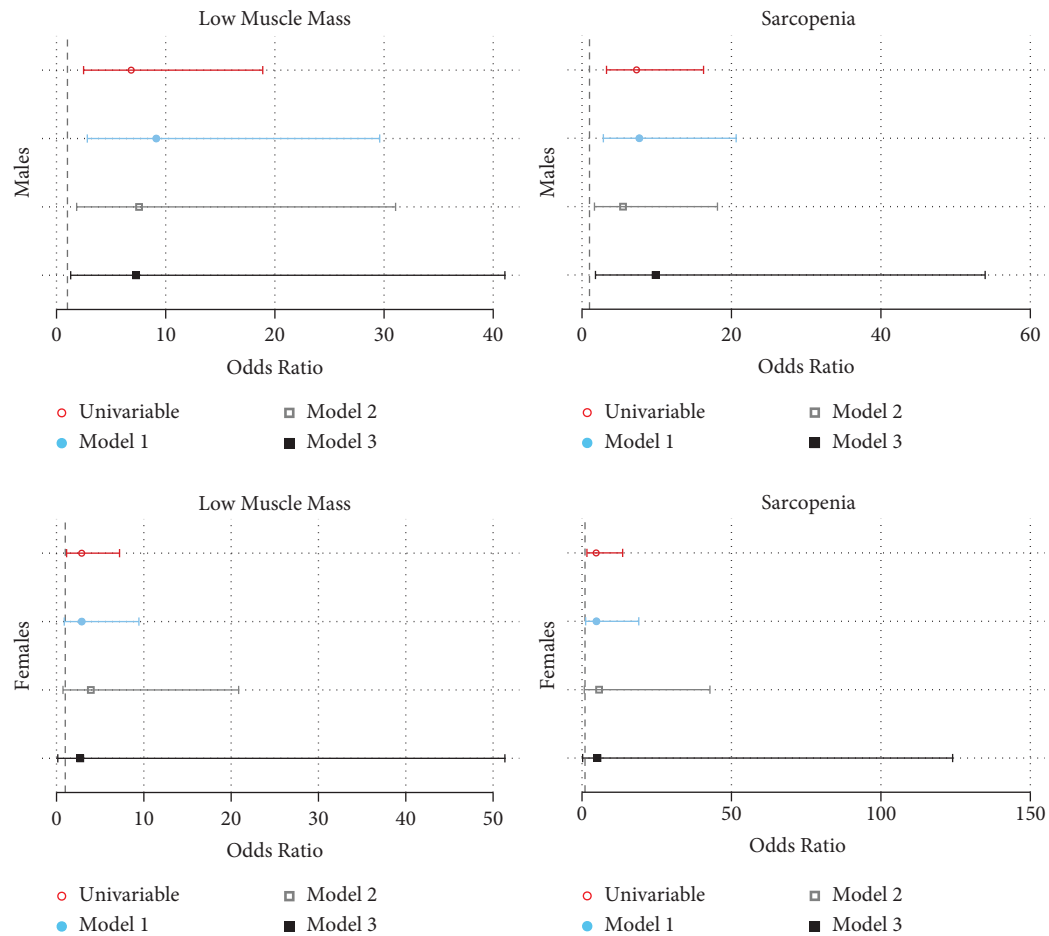 Low Muscle Mass
Males
0 10 20 30 40
Odds Ratio
Univariable Model 2
Model 1 Model 3
Sarcopenia
Males
0 20 40 60
Odds Ratio
Univariable Model 2
Model 1 Model 3
Low Muscle Mass
Females
0 10 20 30 40 50
Odds Ratio
Univariable Model 2
Model 1 Model 3
Sarcopenia
Females
0 50 100 150
Odds Ratio
Univariable Model 2
Model 1 Model 3